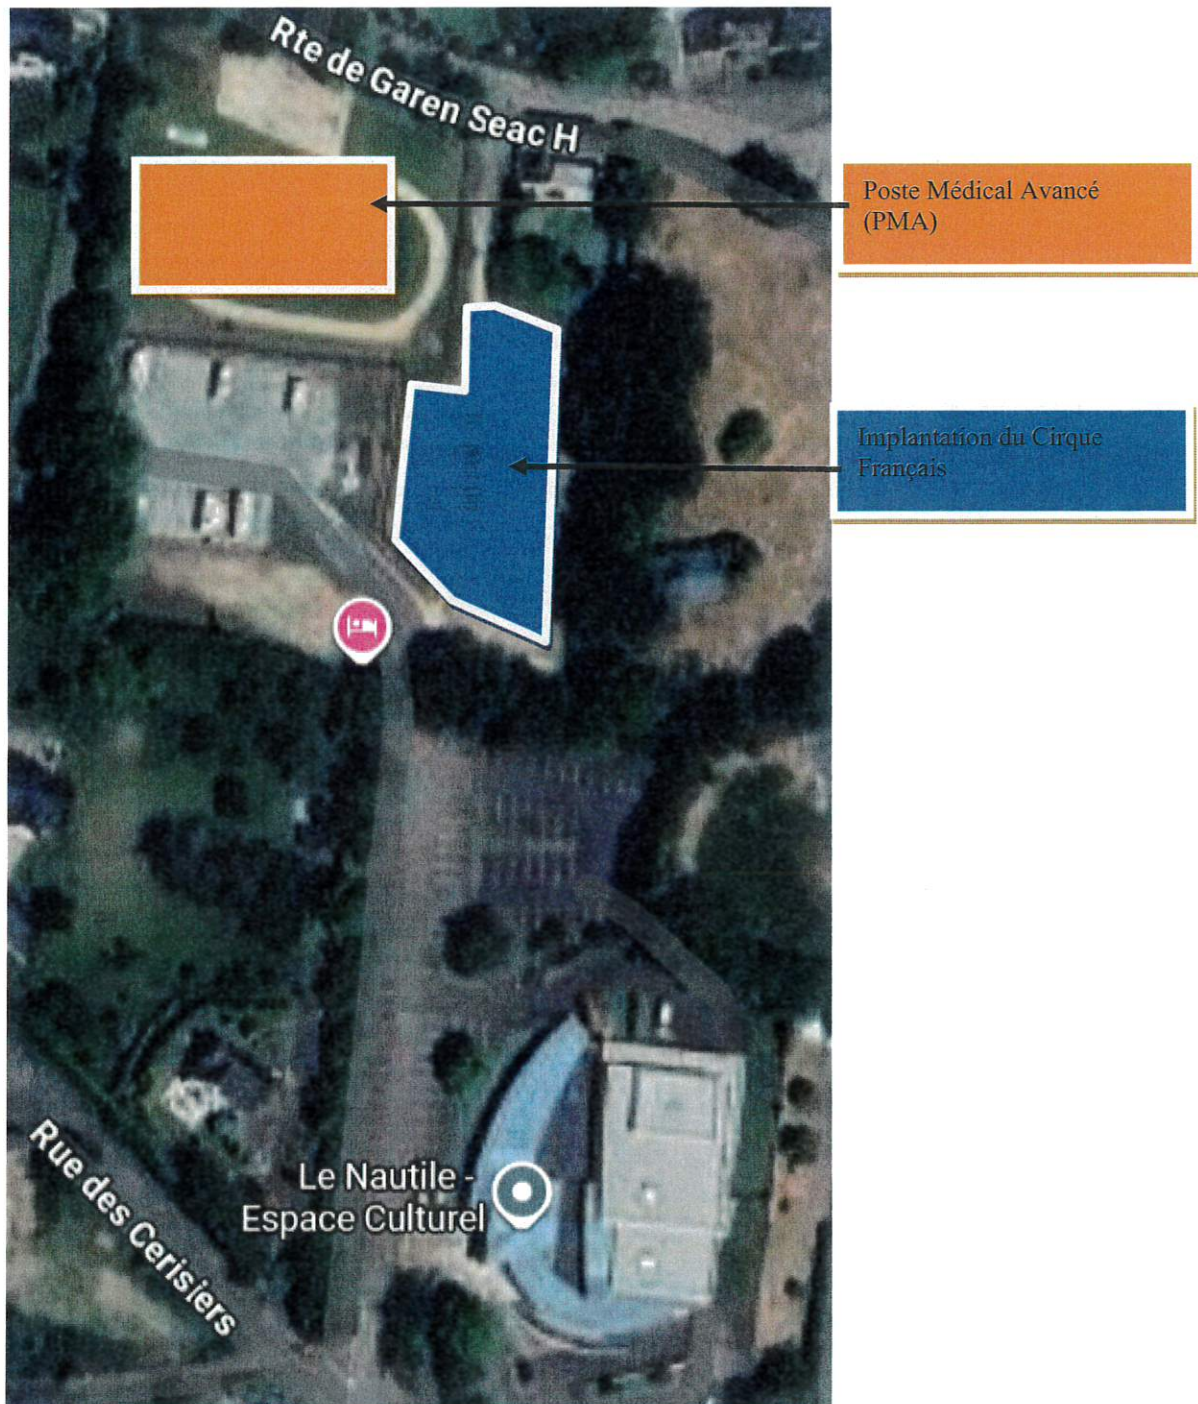 Rte de Garen Seac H
Poste Médical Avancé
(PMA)
Implantation du Cirque
Français
Le Nautile -
Espace Culturel
Rue des Cerisiers